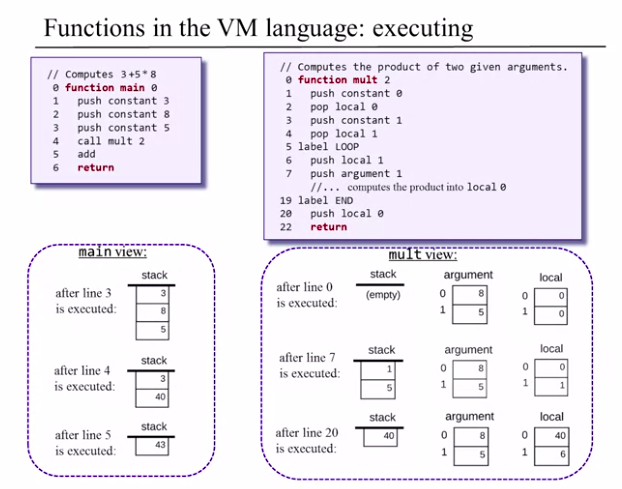 Functions in the VM language: executing
// Computes 3+5*8
0 function main 0
1 push constant 3
2 push constant 8
3 push constant 5
4 call mult 2
5 add
6 return
// Computes the product of two given arguments.
0 function mult 2
1 push constant 0
2 pop local 0
3 push constant 1
4 pop local 1
5 label LOOP
6 push local 1
7 push argument 1
//... computes the product into local 0
19 label END
20 push local 0
22 return
main view:
stack
after line 3
is executed:
3
8
5
stack
after line 4
is executed:
3
40
stack
after line 5
is executed:
43
mult view:
stack argument local
after line 0
is executed:
(empty)
0 8 0 0
1 5 1 0
stack argument local
after line 7
is executed:
1 0 8 0 0
5 1 5 1 1
stack argument local
after line 20
is executed:
40 0 8 0 40
1 5 1 6